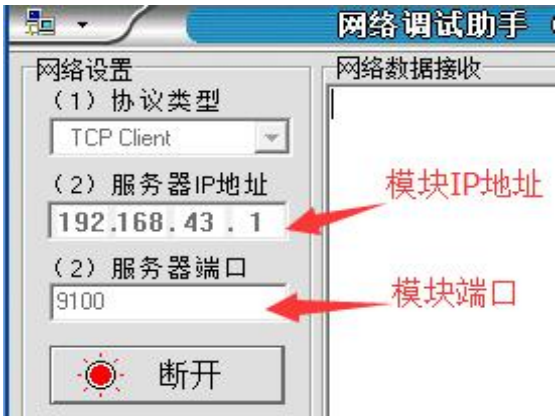 网络调试助手
网络设置
(1) 协议类型
TCP Client
(2) 服务器IP地址
192.168.43.1
(2) 服务器端口
9100
断开
网络数据接收
模块IP地址
模块端口